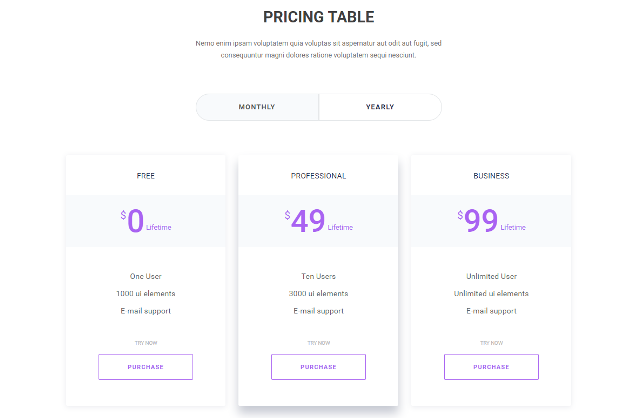 PRICING TABLE
Nemo enim ipsam voluptatem quia voluptas sit aspernatur aut odit aut fugit, sed
consequuntur magni dolores ratione voluptatem sequi nesciunt.
MONTHLY YEARLY
FREE
$0 Lifetime
One User
1000 ui elements
E-mail support
TRY NOW
PURCHASE
PROFESSIONAL
$49 Lifetime
Ten Users
3000 ui elements
E-mail support
TRY NOW
PURCHASE
BUSINESS
$99 Lifetime
Unlimited User
Unlimited ui elements
E-mail support
TRY NOW
PURCHASE